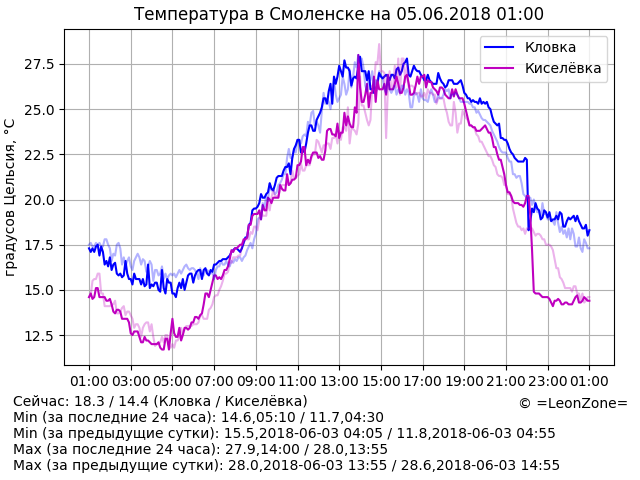 Температура в Смоленске на 05.06.2018 01:00
Кловка
Киселёвка
градусов Цельсия, °C
27.5
25.0
22.5
20.0
17.5
15.0
12.5
01:00 03:00 05:00 07:00 09:00 11:00 13:00 15:00 17:00 19:00 21:00 23:00 01:00
Сейчас: 18.3 / 14.4 (Кловка / Киселёвка)
© =LeonZone=
Min (за последние 24 часа): 14.6,05:10 / 11.7,04:30
Min (за предыдущие сутки): 15.5,2018-06-03 04:05 / 11.8,2018-06-03 04:55
Max (за последние 24 часа): 27.9,14:00 / 28.0,13:55
Max (за предыдущие сутки): 28.0,2018-06-03 13:55 / 28.6,2018-06-03 14:55